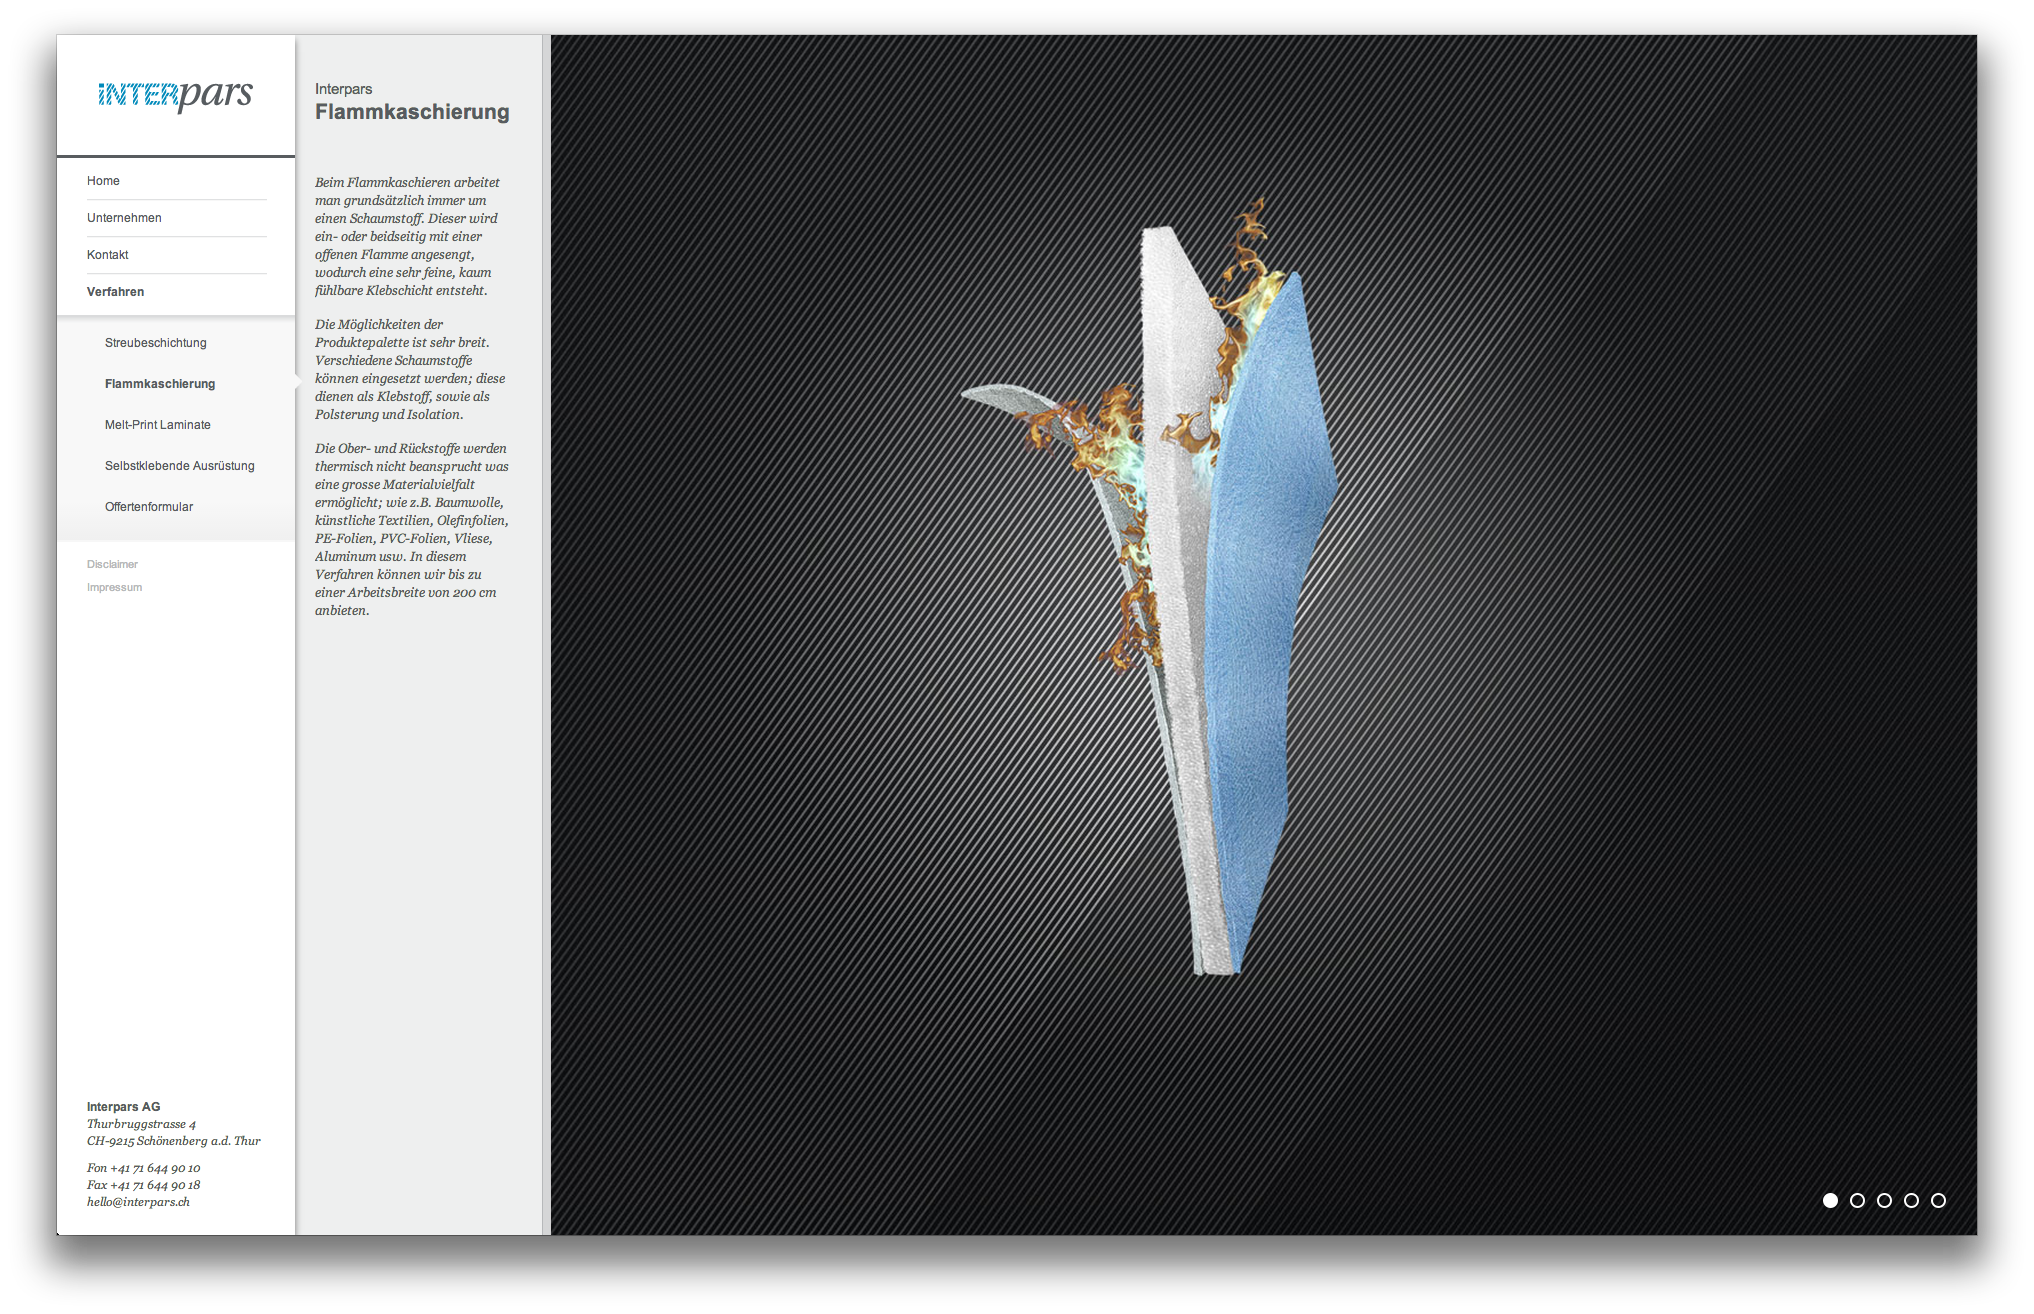 INTERpars
Home
Unternehmen
Kontakt
Verfahren
Streubeschichtung
Flammkaschierung
Melt-Print Laminate
Selbstklebende Ausrüstung
Offertenformular
Disclaimer
Impressum
Interpars AG
Thurbruggstrasse 4
CH-9215 Schönenberg a.d. Thur
Fon +41 71 644 90 10
Fax +41 71 644 90 18
hello@interpars.ch
Interpars
Flammkaschierung
Beim Flammkaschieren arbeitet
man grundsätzlich immer um
einen Schaumstoff. Dieser wird
ein- oder beidseitig mit einer
offenen Flamme angesengt,
wodurch eine sehr feine, kaum
fühlbare Klebschicht entsteht.
Die Möglichkeiten der
Produktepalette ist sehr breit.
Verschiedene Schaumstoffe
können eingesetzt werden; diese
dienen als Klebstoff, sowie als
Polsterung und Isolation.
Die Ober- und Rückstoffe werden
thermisch nicht beansprucht was
eine grosse Materialvielfalt
ermöglicht; wie z.B. Baumwolle,
künstliche Textilien, Olefinfolien,
PE-Folien, PVC-Folien, Vliese,
Aluminum usw. In diesem
Verfahren können wir bis zu
einer Arbeitsbreite von 200 cm
anbieten.